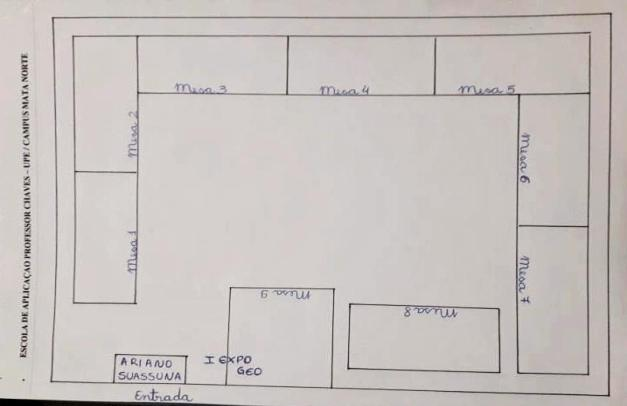 ESCOLA DE APLICAÇAO PROFESSOR CHAVES – UPE / CAMPUS MATA NORTE
Mesa 3
Mesa 4
Mesa 5
Mesa 2
Mesa 6
Mesa 1
Mesa 7
Mesa 9
Mesa 8
ARIANO
SUASSUNA
I EXPO
GEO
Entrada